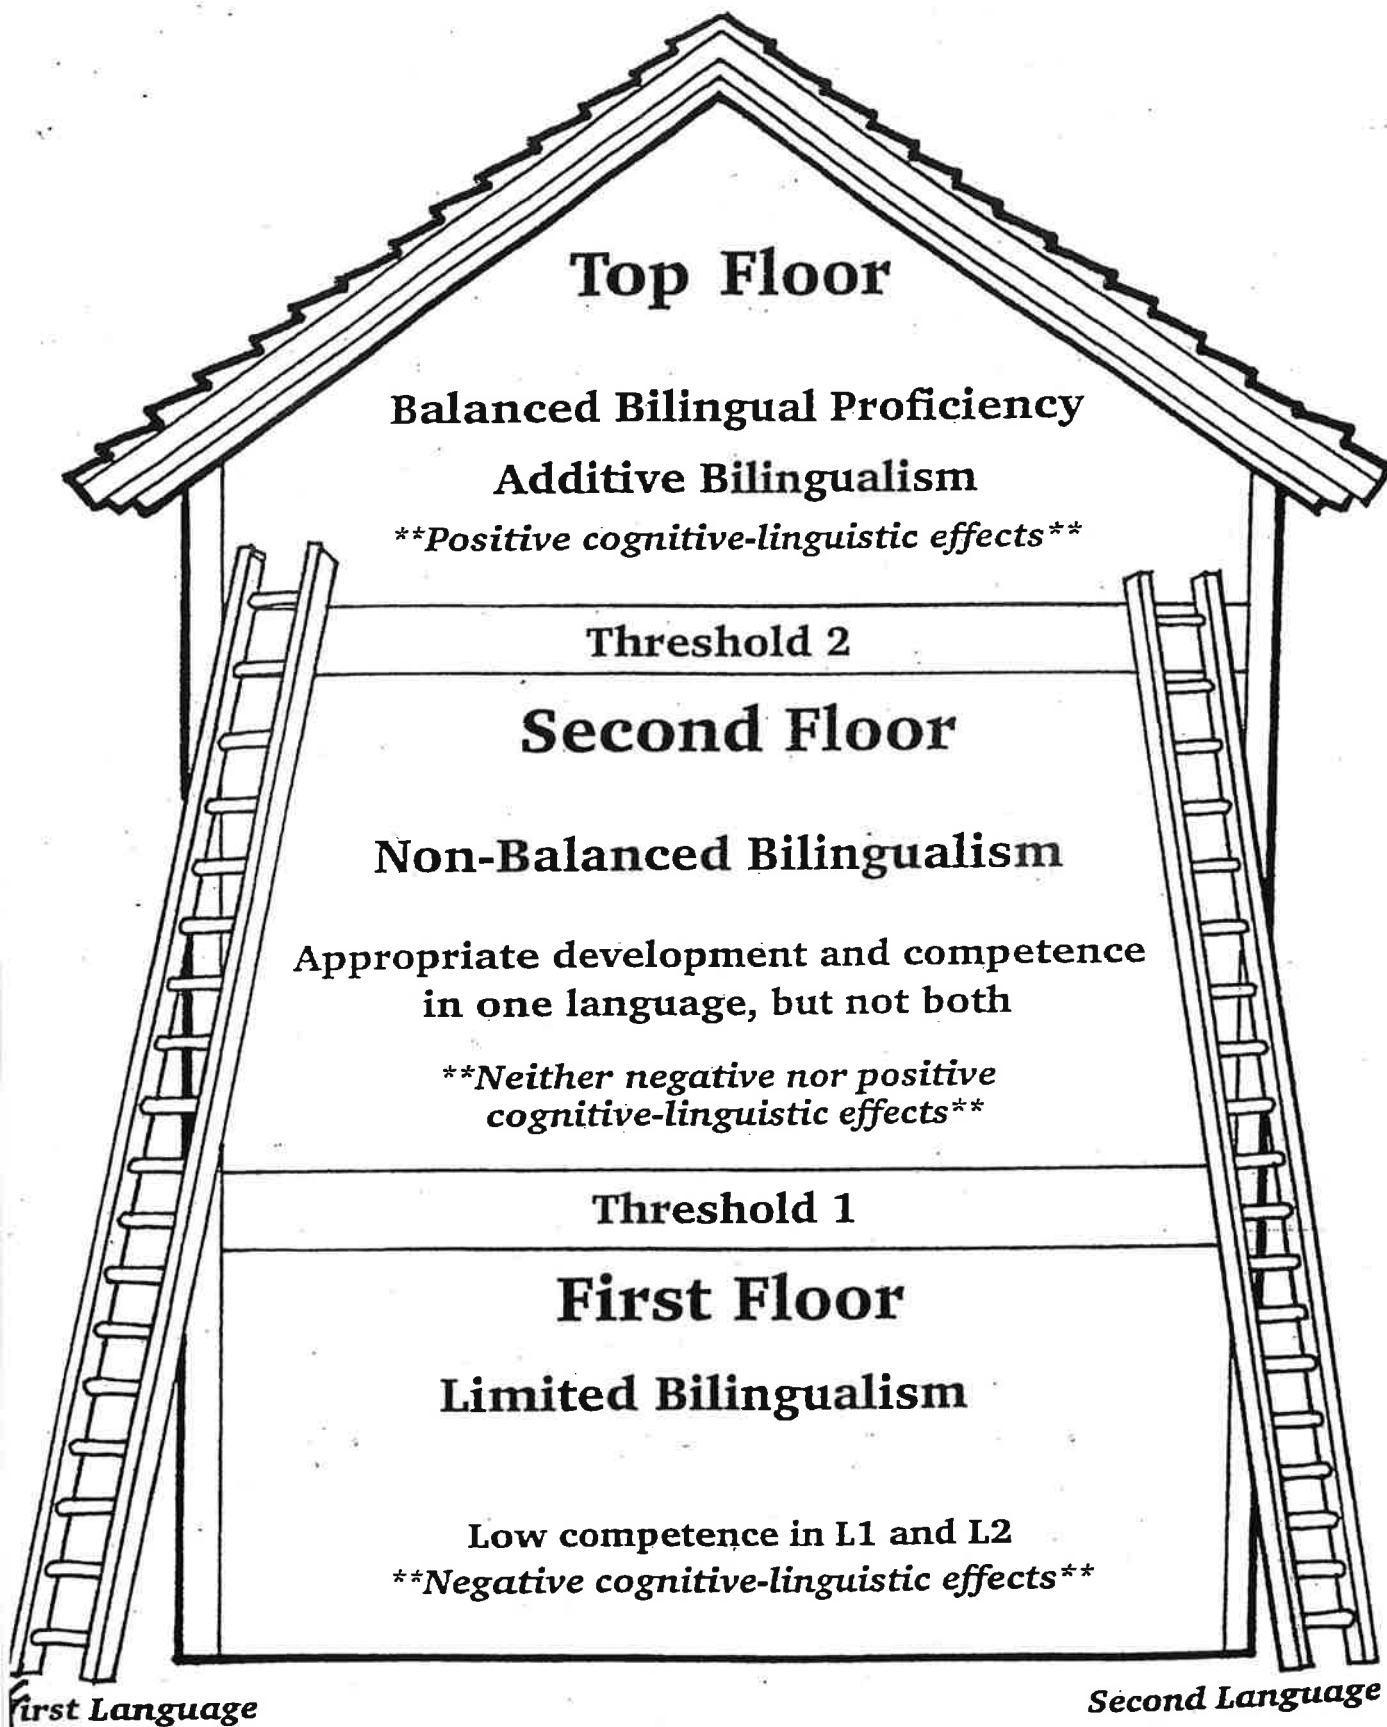 Top Floor
Balanced Bilingual Proficiency
Additive Bilingualism
**Positive cognitive-linguistic effects**
Threshold 2
Second Floor
Non-Balanced Bilingualism
Appropriate development and competence
in one language, but not both
**Neither negative nor positive
cognitive-linguistic effects**
Threshold 1
First Floor
Limited Bilingualism
Low competence in L1 and L2
**Negative cognitive-linguistic effects**
First Language
Second Language